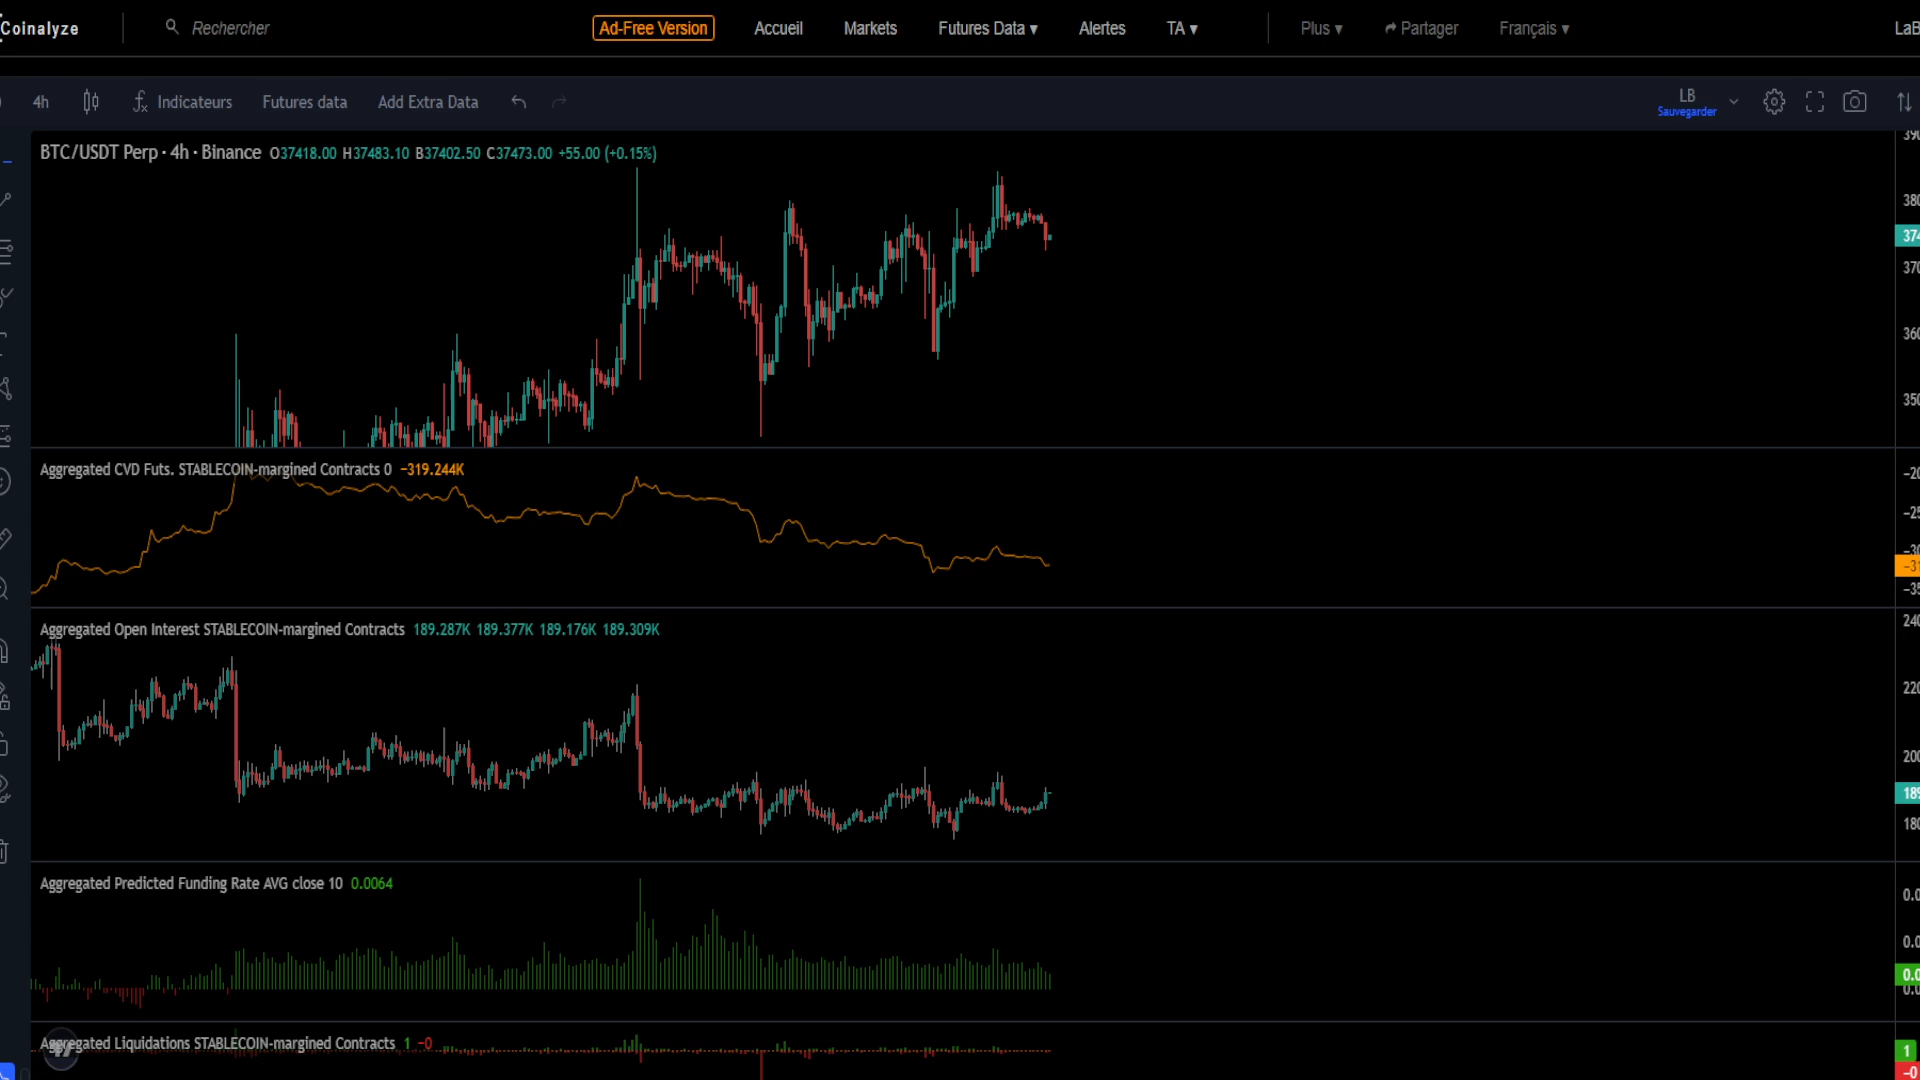 Coinalyze
Rechercher
Ad-Free Version
Accueil
Markets
Futures Data ▾
Alertes
TA ▾
Plus ▾
Partager
Français ▾
4h
Indicateurs
Futures data
Add Extra Data
LB
Sauvegarder
BTC/USDT Perp · 4h · Binance O37418.00 H37483.10 B37402.50 C37473.00 +55.00 (+0.15%)
Aggregated CVD Futs. STABLECOIN-margined Contracts 0 −319.244K
Aggregated Open Interest STABLECOIN-margined Contracts 189.287K 189.377K 189.176K 189.309K
Aggregated Predicted Funding Rate AVG close 10 0.0064
Aggregated Liquidations STABLECOIN-margined Contracts 1 −0
1
−0